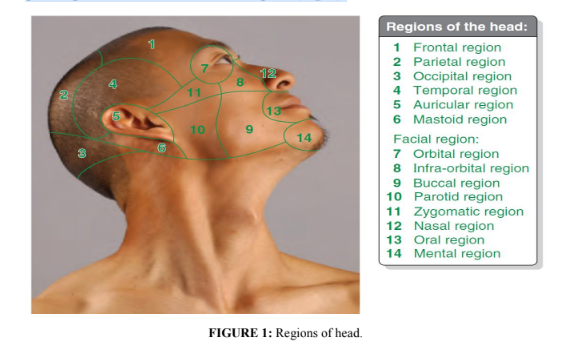 1
2
4
7
8
12
11
5
13
10
9
3
6
14
Regions of the head:
1 Frontal region
2 Parietal region
3 Occipital region
4 Temporal region
5 Auricular region
6 Mastoid region
Facial region:
7 Orbital region
8 Infra-orbital region
9 Buccal region
10 Parotid region
11 Zygomatic region
12 Nasal region
13 Oral region
14 Mental region
FIGURE 1: Regions of head.